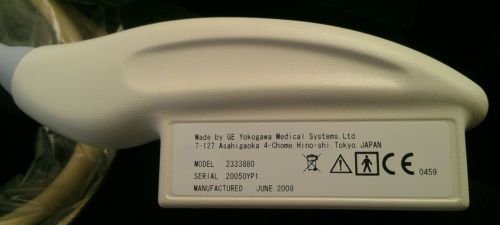 Made by GE Yokogawa Medical Systems, Ltd.
7-127, Asahigaoka 4-Chome, Hino-shi, Tokyo, JAPAN
MODEL 2333880
SERIAL 20050YP1
MANUFACTURED JUNE 2008
CE 0459